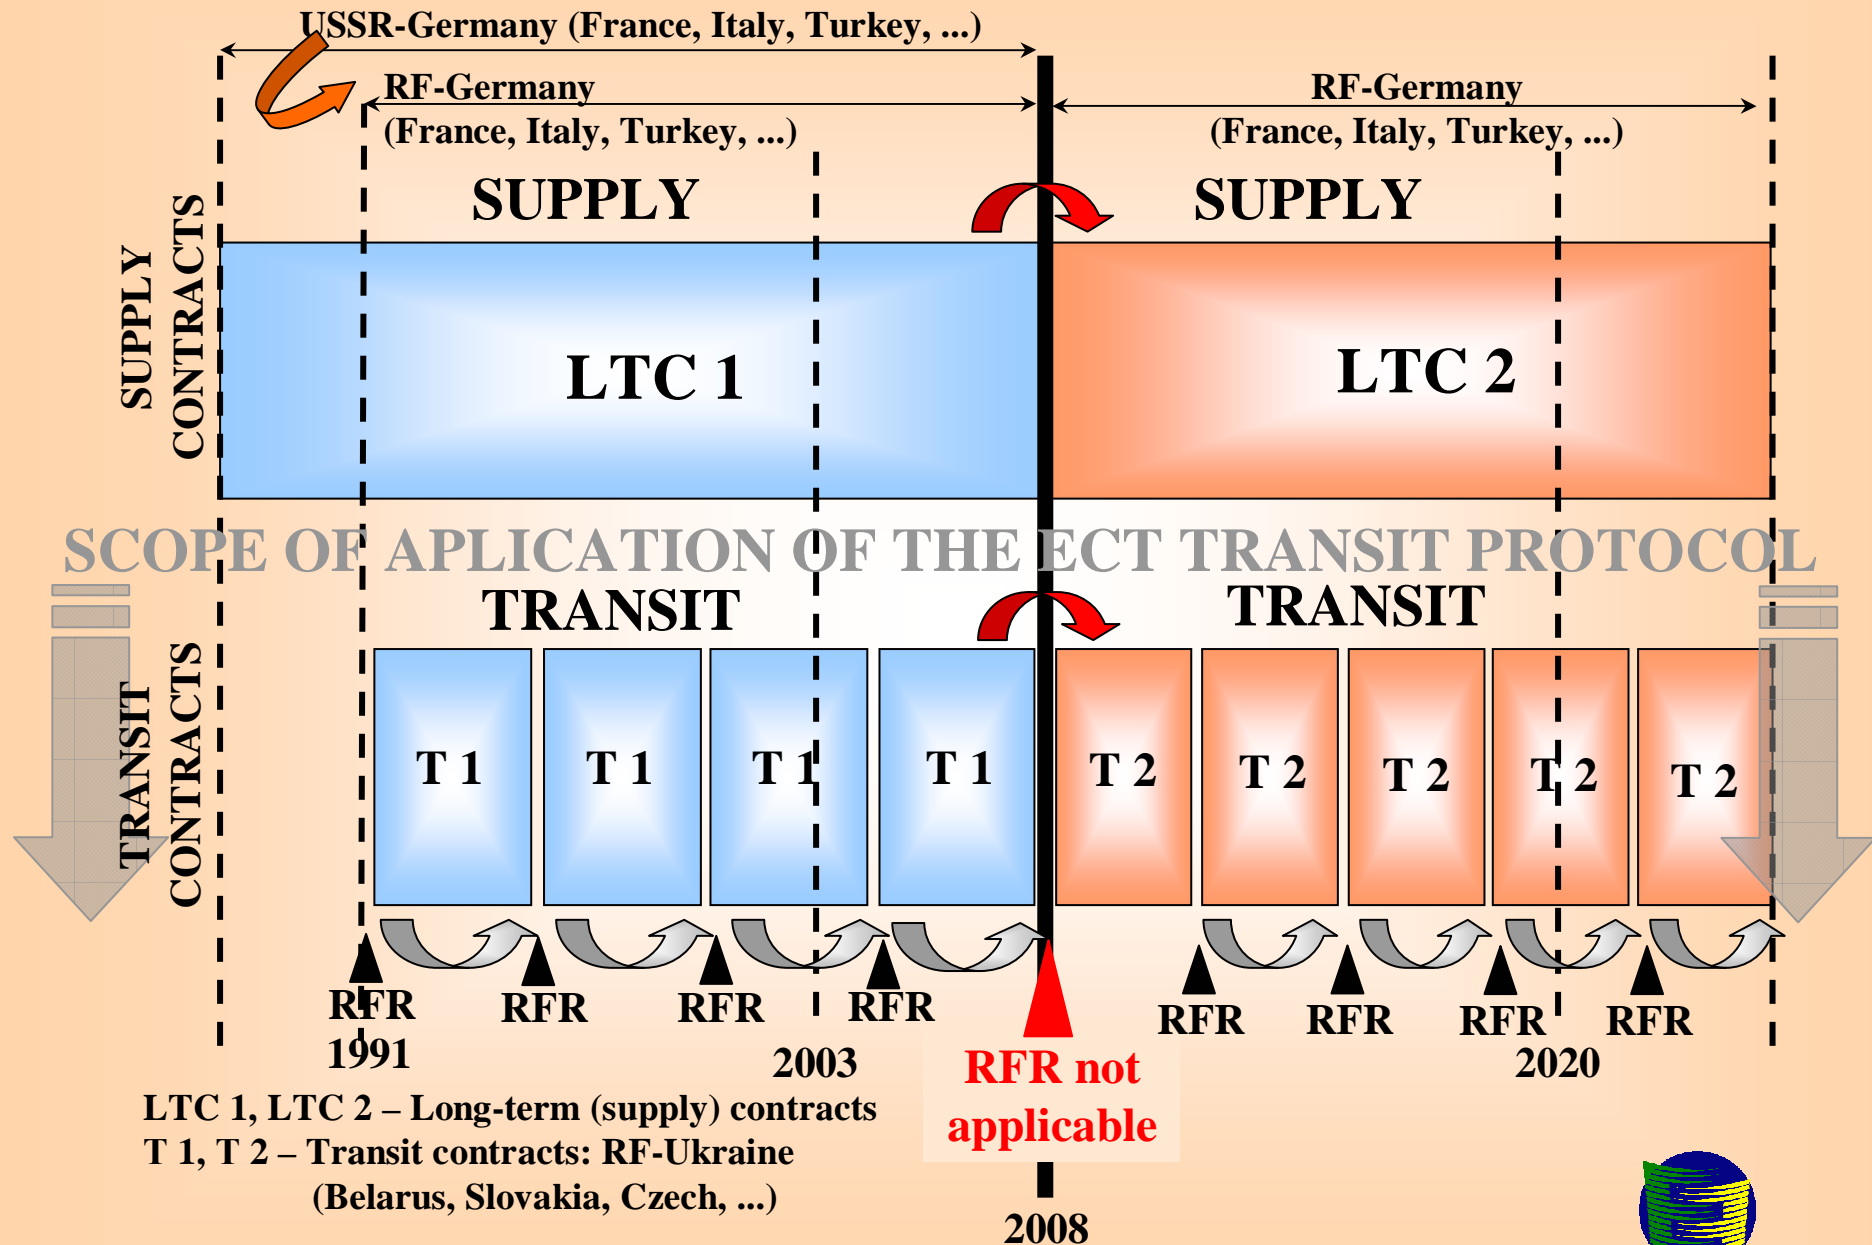 USSR-Germany (France, Italy, Turkey, ...)
RF-Germany
(France, Italy, Turkey, ...)
RF-Germany
(France, Italy, Turkey, ...)
SUPPLY
SUPPLY
SUPPLY
CONTRACTS
LTC 1
LTC 2
SCOPE OF APLICATION OF THE ECT TRANSIT PROTOCOL
TRANSIT
TRANSIT
TRANSIT
CONTRACTS
T 1
T 1
T 1
T 1
T 2
T 2
T 2
T 2
T 2
RFR
RFR
RFR
RFR
RFR
RFR
RFR
RFR
1991
2003
RFR not
applicable
2020
LTC 1, LTC 2 – Long-term (supply) contracts
T 1, T 2 – Transit contracts: RF-Ukraine
(Belarus, Slovakia, Czech, ...)
2008